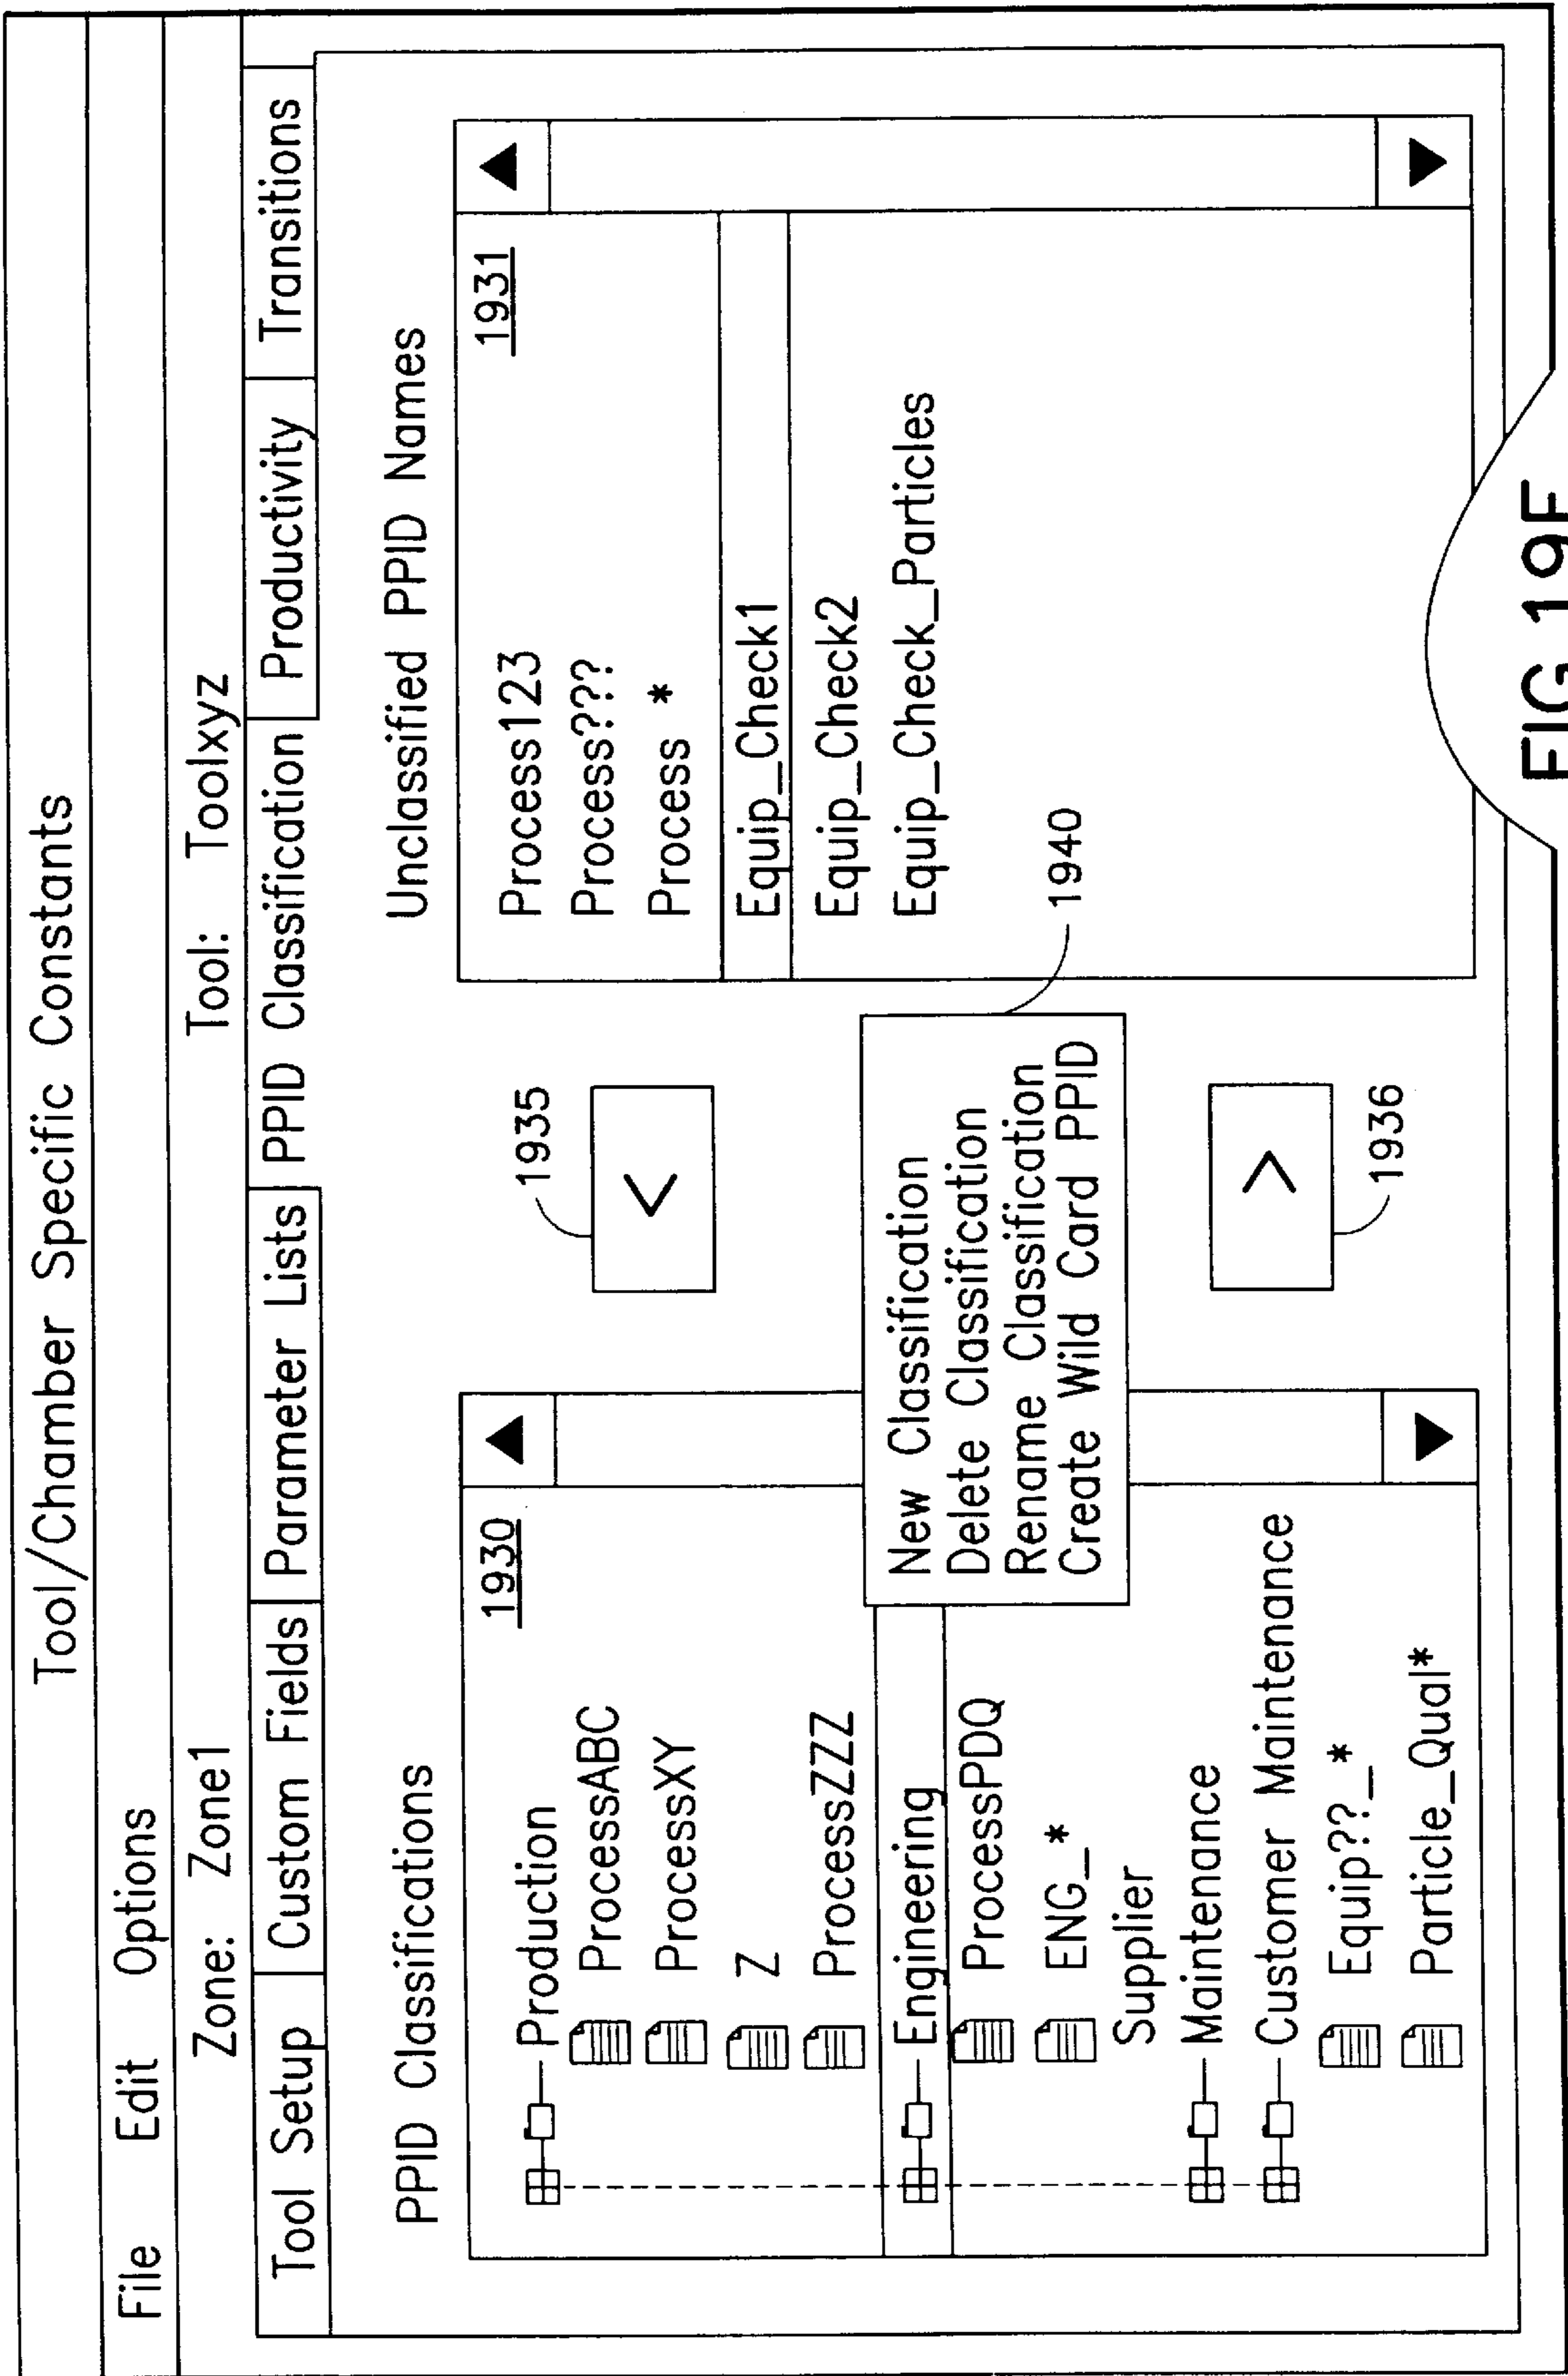 Tool/Chamber Specific Constants
File Edit Options
Zone: Zone1 Tool: Toolxyz
Tool Setup Custom Fields Parameter Lists PPID Classification Productivity Transitions
PPID Classifications
1930
Production
ProcessABC
ProcessXY
Z
ProcessZZZ
Engineering
ProcessPDQ
ENG_*
Supplier
Maintenance
Customer Maintenance
Equip??_*
Particle_Qual*
1935
<
New Classification
Delete Classification
Rename Classification
Create Wild Card PPID
1940
>
1936
Unclassified PPID Names
1931
Process123
Process???
Process *
Equip_Check1
Equip_Check2
Equip_Check_Particles
FIG 19F